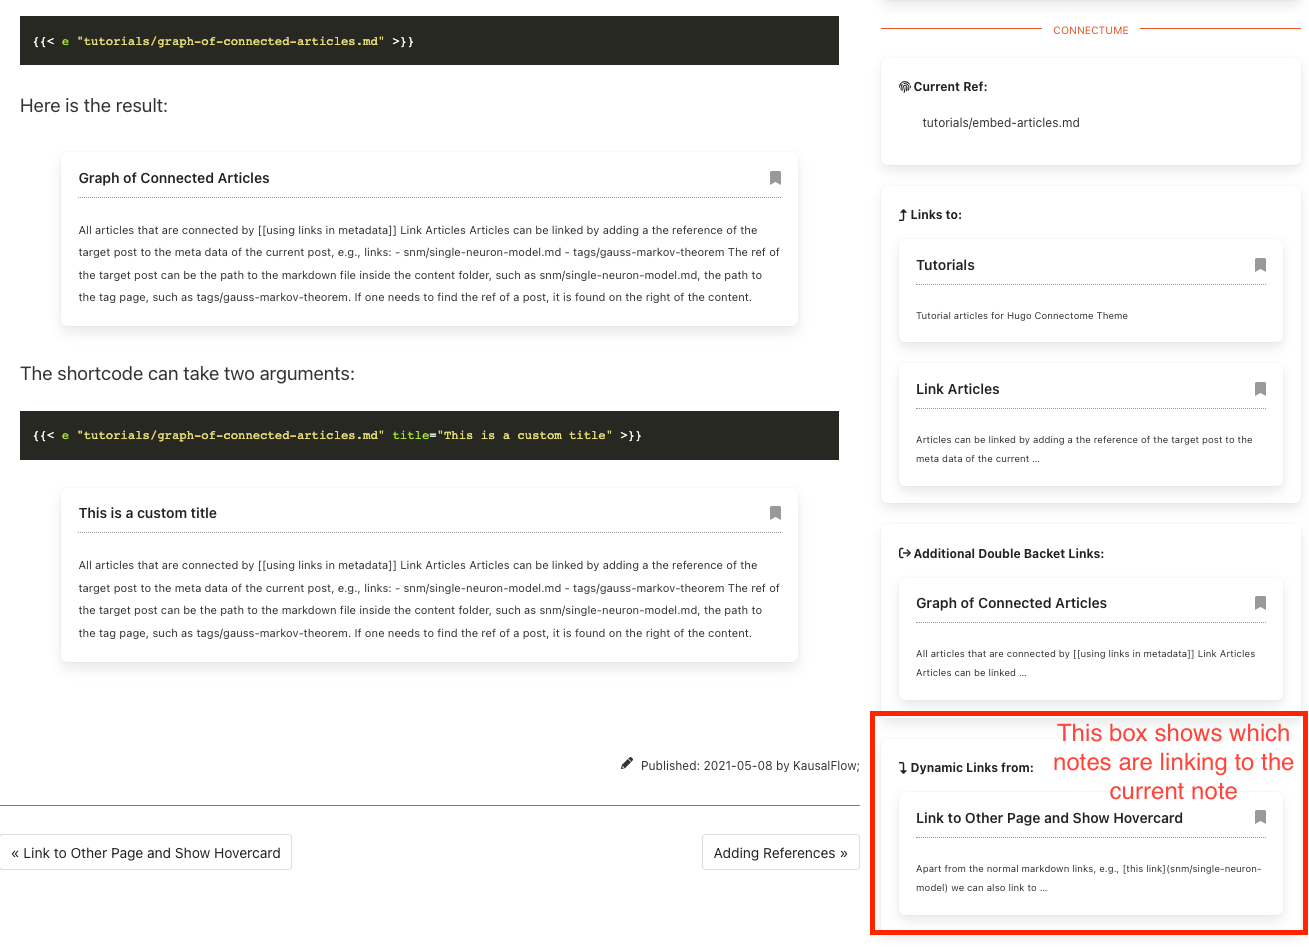 {{< e "tutorials/graph-of-connected-articles.md" >}}
Here is the result:
Graph of Connected Articles
All articles that are connected by [[using links in metadata]] Link Articles Articles can be linked by adding a the reference of the
target post to the meta data of the current post, e.g., links: - snm/single-neuron-model.md - tags/gauss-markov-theorem The ref of
the target post can be the path to the markdown file inside the content folder, such as snm/single-neuron-model.md, the path to
the tag page, such as tags/gauss-markov-theorem. If one needs to find the ref of a post, it is found on the right of the content.
The shortcode can take two arguments:
{{< e "tutorials/graph-of-connected-articles.md" title="This is a custom title" >}}
This is a custom title
All articles that are connected by [[using links in metadata]] Link Articles Articles can be linked by adding a the reference of the
target post to the meta data of the current post, e.g., links: - snm/single-neuron-model.md - tags/gauss-markov-theorem The ref of
the target post can be the path to the markdown file inside the content folder, such as snm/single-neuron-model.md, the path to
the tag page, such as tags/gauss-markov-theorem. If one needs to find the ref of a post, it is found on the right of the content.
Published: 2021-05-08 by KausalFlow;
« Link to Other Page and Show Hovercard
Adding References »
CONNECTUME
Current Ref:
tutorials/embed-articles.md
Links to:
Tutorials
Tutorial articles for Hugo Connectome Theme
Link Articles
Articles can be linked by adding a the reference of the target post to the
meta data of the current ...
Additional Double Backet Links:
Graph of Connected Articles
All articles that are connected by [[using links in metadata]] Link Articles
Articles can be linked ...
This box shows which
notes are linking to the
current note
Dynamic Links from:
Link to Other Page and Show Hovercard
Apart from the normal markdown links, e.g., [this link](snm/single-neuron-
model) we can also link to ...